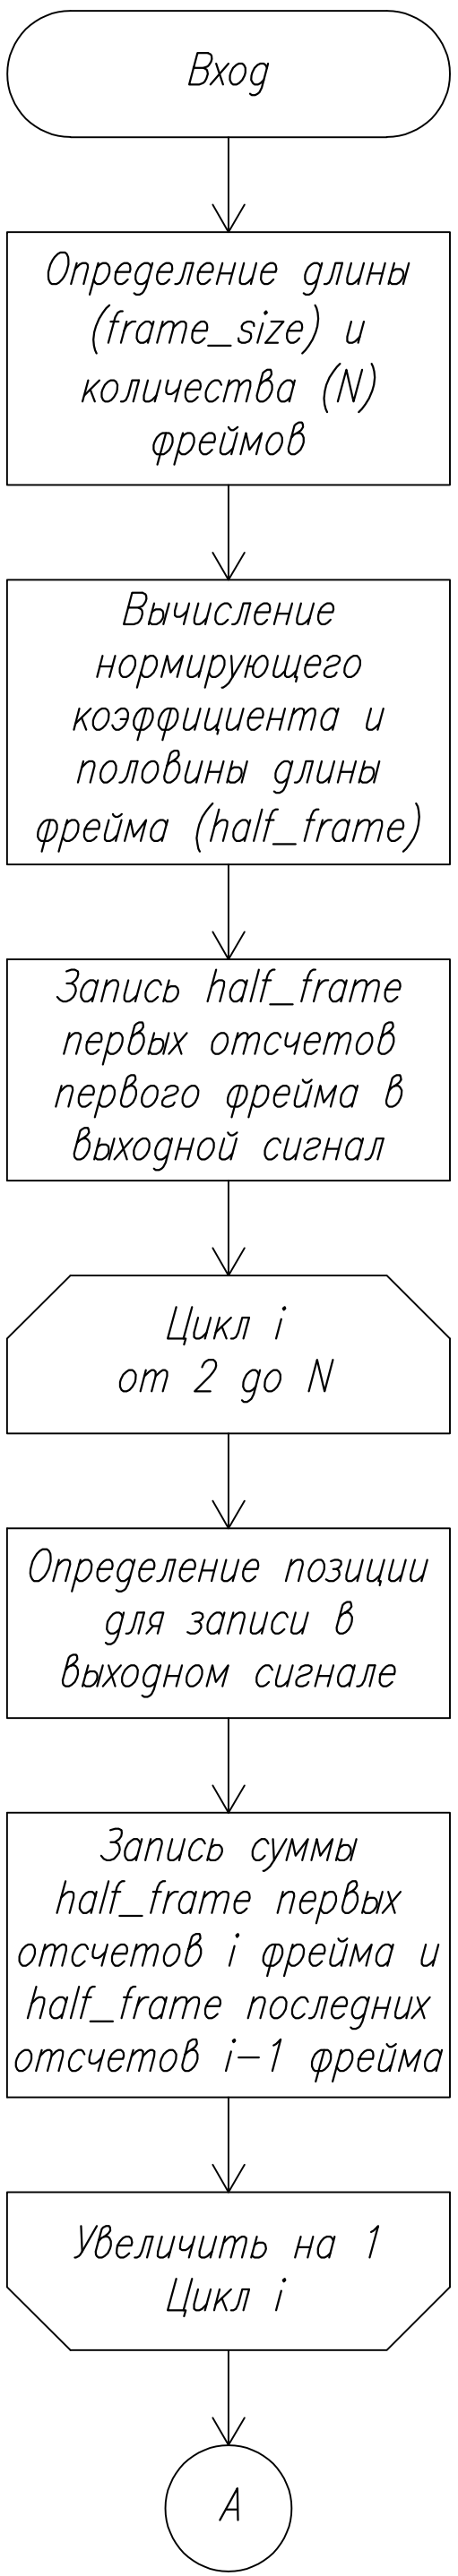 Вход
Определение длины
(frame_size) и
количества (N)
фреймов
Вычисление
нормирующего
коэффициента и
половины длины
фрейма (half_frame)
Запись half_frame
первых отсчетов
первого фрейма в
выходной сигнал
Цикл i
от 2 до N
Определение позиции
для записи в
выходном сигнале
Запись суммы
half_frame первых
отсчетов i фрейма и
half_frame последних
отсчетов i-1 фрейма
Увеличить на 1
Цикл i
А